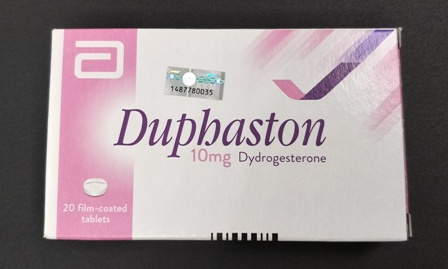 1487780035
Duphaston
10mg Dydrogesterone
20 film-coated
tablets